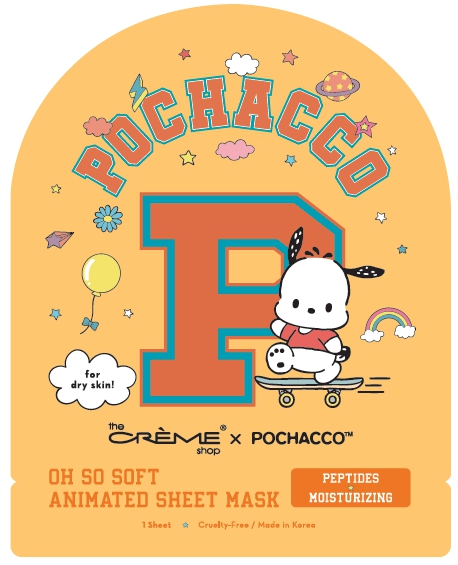 POCHACCO
P
for
dry skin!
the
CRÈME® x POCHACCO™
shop
OH SO SOFT
ANIMATED SHEET MASK
PEPTIDES
+
MOISTURIZING
1 Sheet ☆ Cruelty-Free / Made in Korea